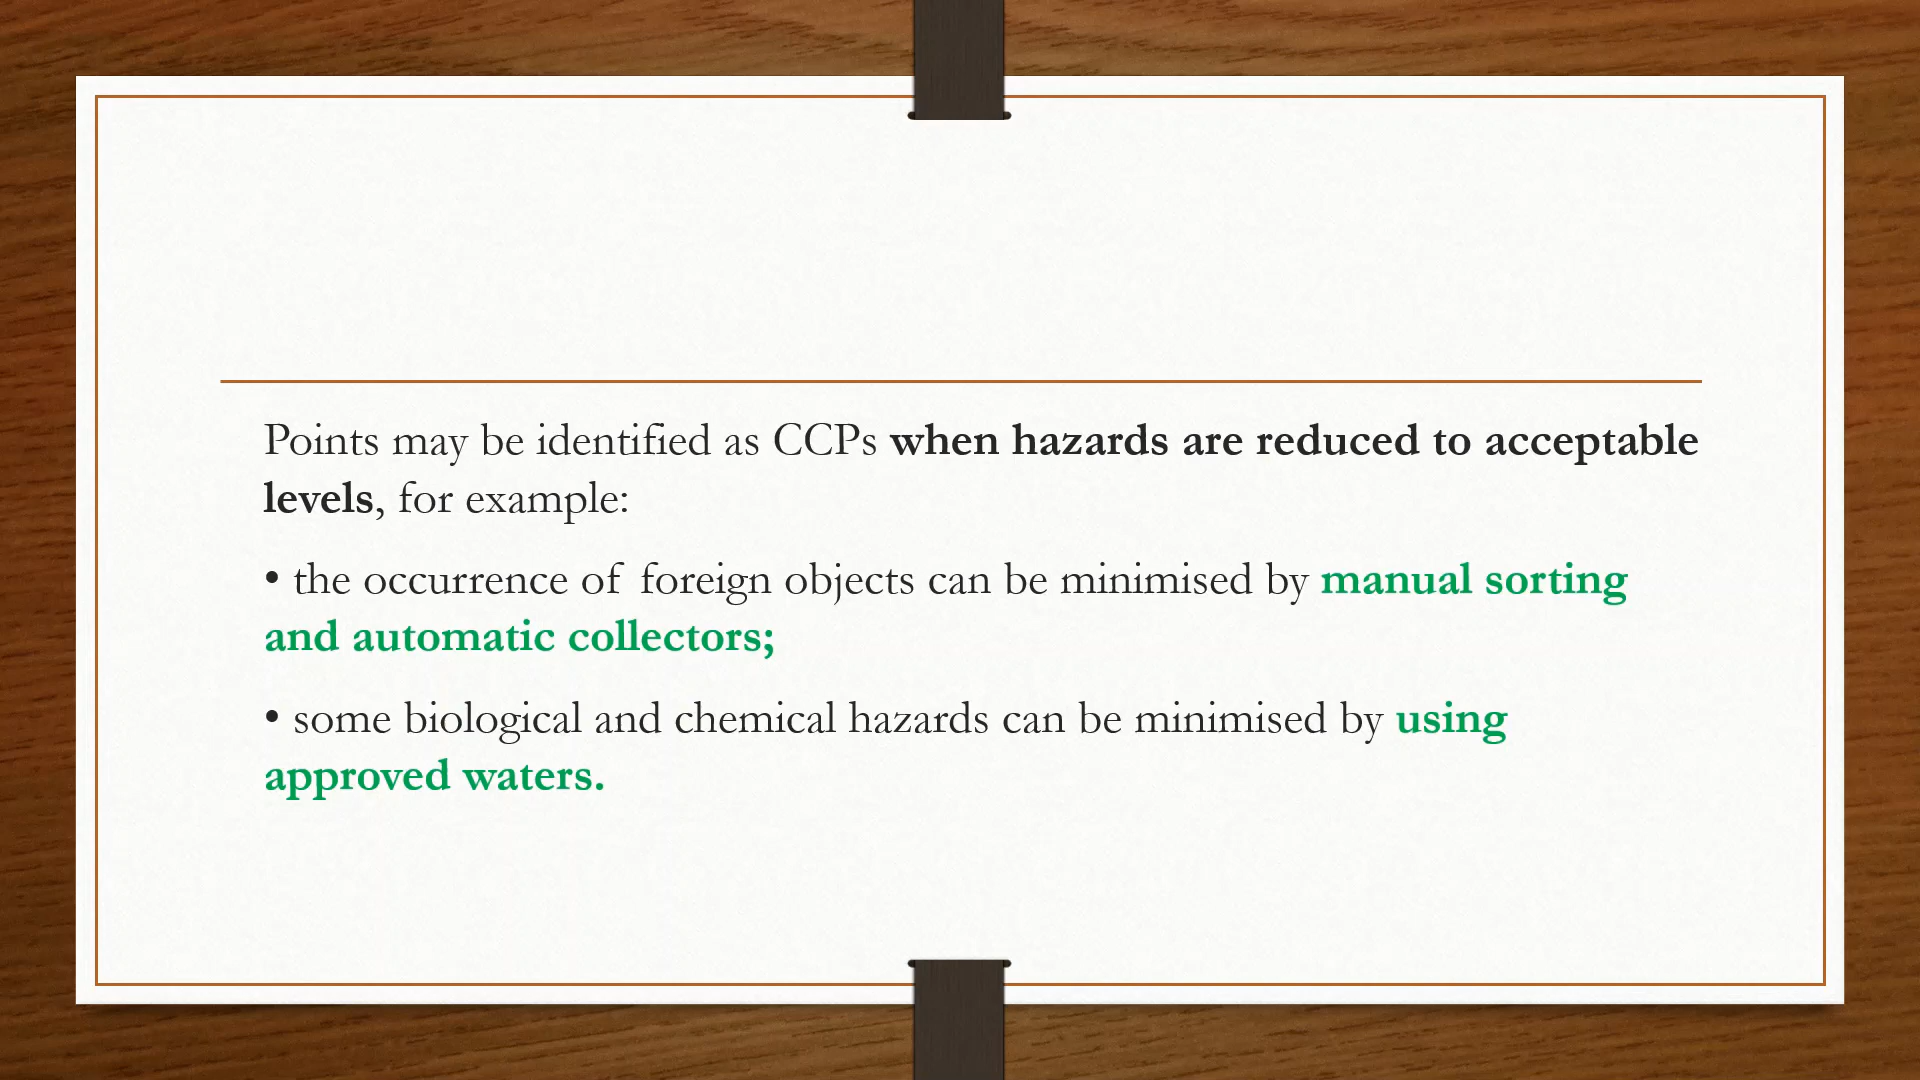 Points may be identified as CCPs when hazards are reduced to acceptable
levels, for example:
• the occurrence of foreign objects can be minimised by manual sorting
and automatic collectors;
• some biological and chemical hazards can be minimised by using
approved waters.